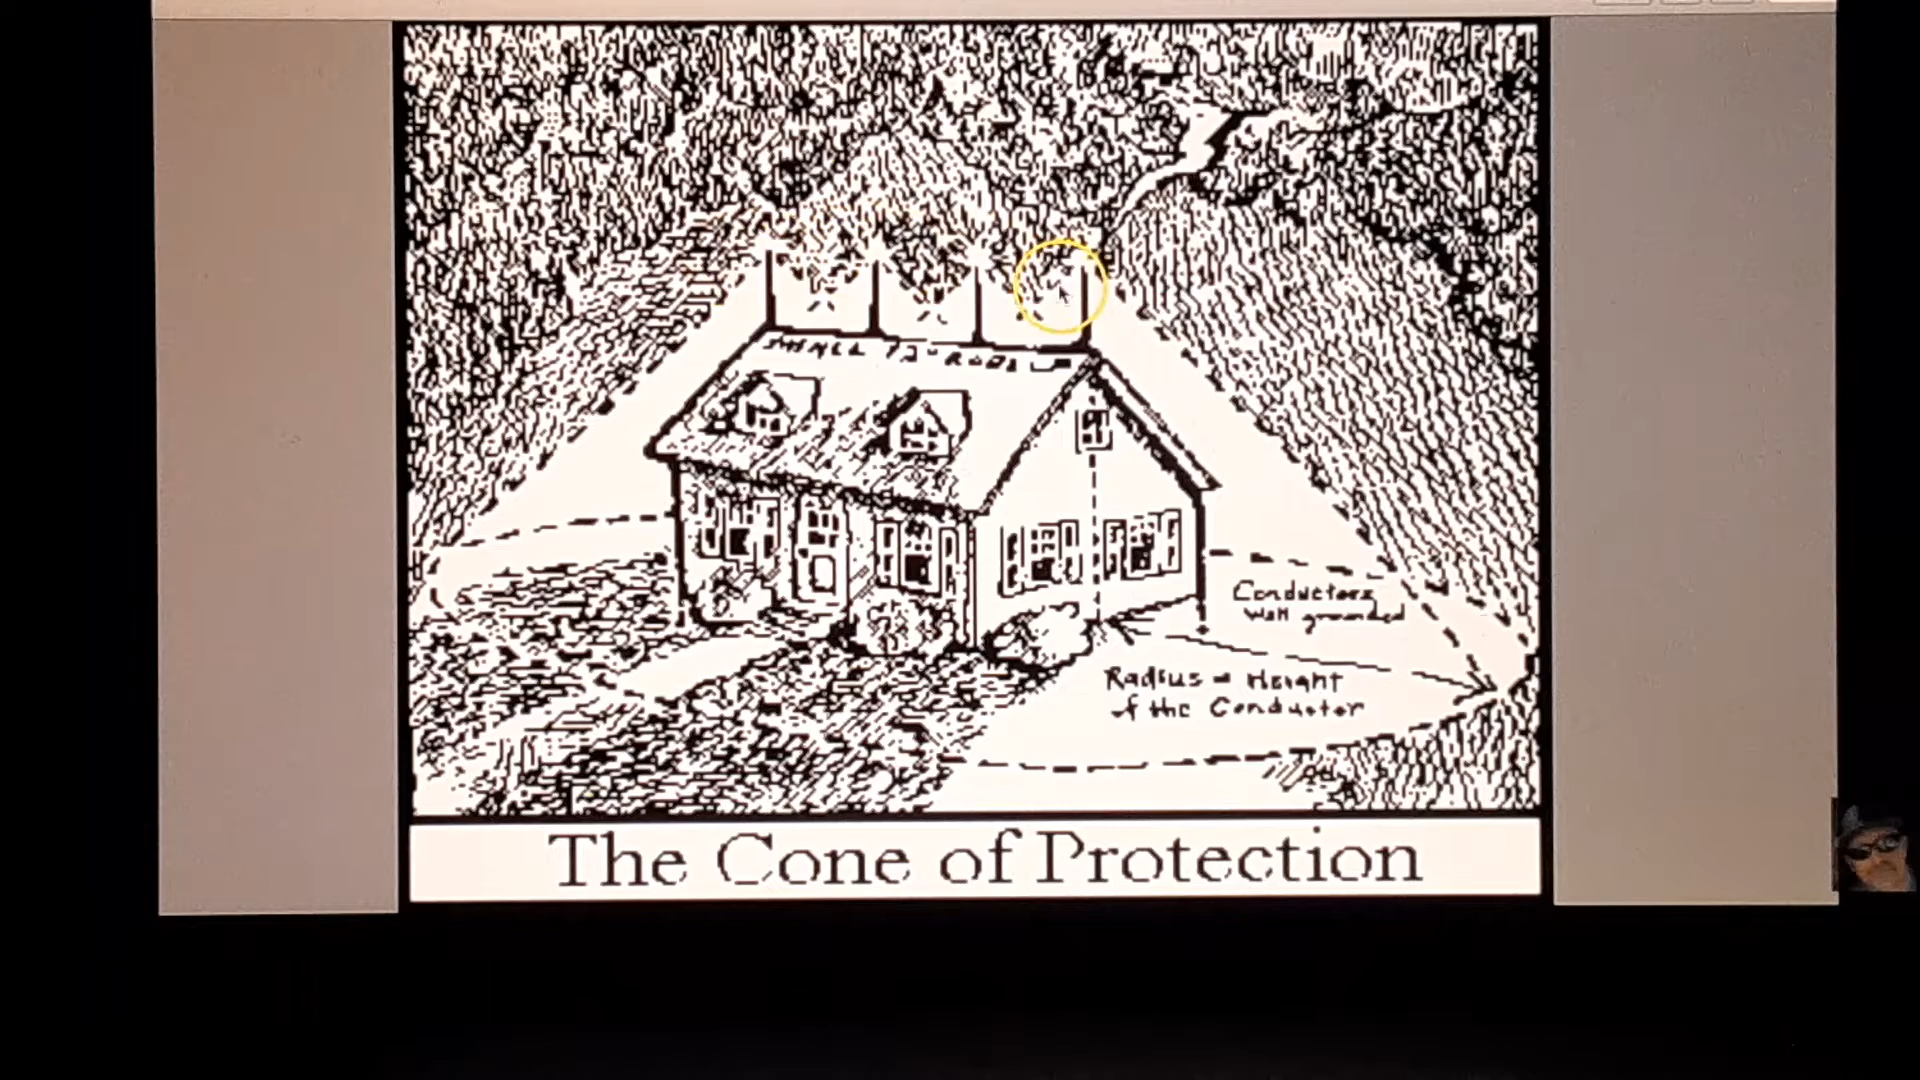 Conductors
well grounded
Radius = Height
of the Conductor
The Cone of Protection